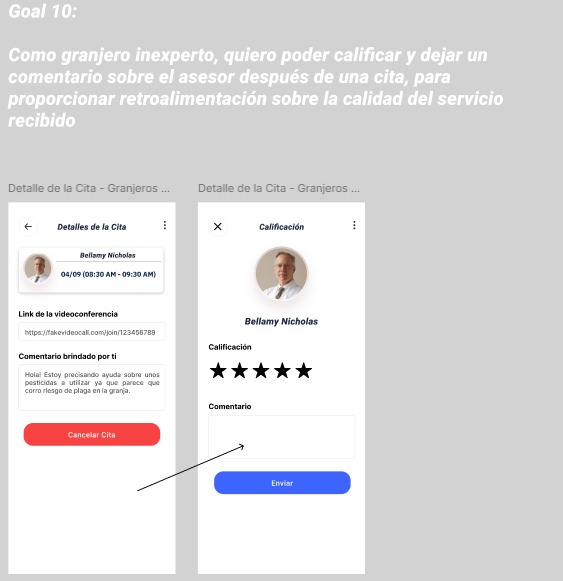 Goal 10:
Como granjero inexperto, quiero poder calificar y dejar un
comentario sobre el asesor después de una cita, para
proporcionar retroalimentación sobre la calidad del servicio
recibido
Detalle de la Cita - Granjeros ...
Detalles de la Cita
Bellamy Nicholas
04/09 (08:30 AM - 09:30 AM)
Link de la videoconferencia
https://fakevideocall.com/join/123456789
Comentario brindado por ti
Hola! Estoy precisando ayuda sobre unos
pesticidas a utilizar ya que parece que
corro riesgo de plaga en la granja.
Cancelar Cita
Detalle de la Cita - Granjeros ...
Calificación
Bellamy Nicholas
Calificación
Comentario
Enviar